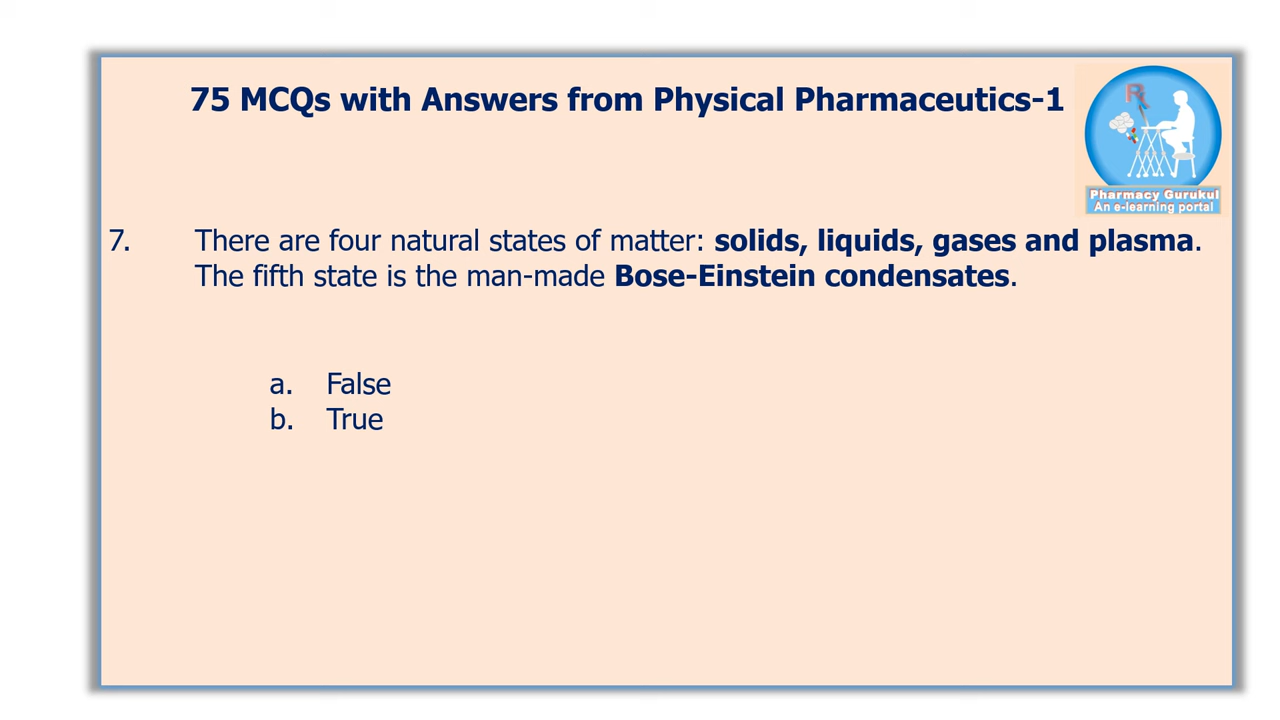 75 MCQs with Answers from Physical Pharmaceutics-1
Rx
Pharmacy Gurukul
An e-learning portal
7. There are four natural states of matter: solids, liquids, gases and plasma.
The fifth state is the man-made Bose-Einstein condensates.
a. False
b. True